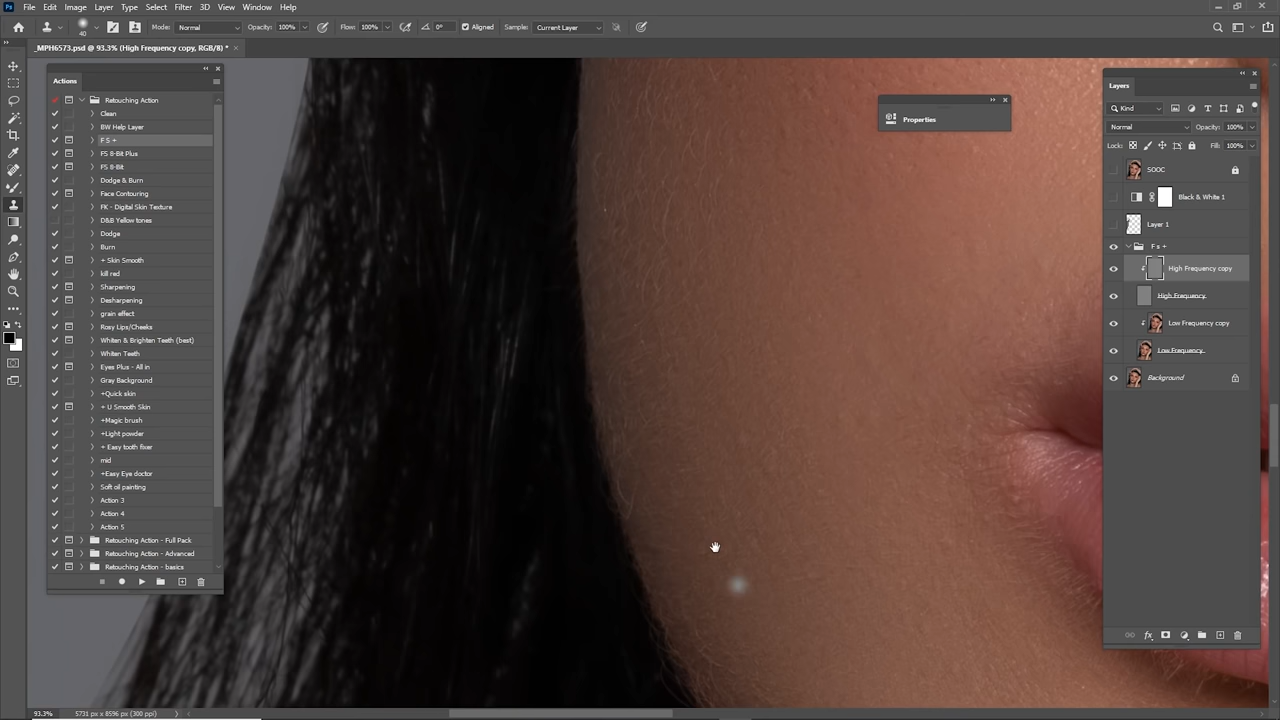 Ps File Edit Image Layer Type Select Filter 3D View Window Help
40 Mode: Normal Opacity: 100% Flow: 100% 0° Aligned Sample: Current Layer
_MPH6573.psd @ 93.3% (High Frequency copy, RGB/8) *
Actions
Retouching Action
Clean
BW Help Layer
F S +
FS 8-Bit Plus
FS 8-Bit
Dodge & Burn
Face Contouring
FK - Digital Skin Texture
D&B Yellow tones
Dodge
Burn
+ Skin Smooth
kill red
Sharpening
Desharpening
grain effect
Rosy Lips/Cheeks
Whiten & Brighten Teeth (best)
Whiten Teeth
Eyes Plus - All in
Gray Background
+Quick skin
+ U Smooth Skin
+Magic brush
+Light powder
+ Easy tooth fixer
mid
+Easy Eye doctor
Soft oil painting
Action 3
Action 4
Action 5
Retouching Action - Full Pack
Retouching Action - Advanced
Retouching Action - basics
Properties
Layers
Kind
Normal Opacity: 100%
Lock: Fill: 100%
SOOC
Black & White 1
Layer 1
F s +
High Frequency copy
High Frequency
Low Frequency copy
Low Frequency
Background
fx
93.3% 5731 px x 8596 px (300 ppi)